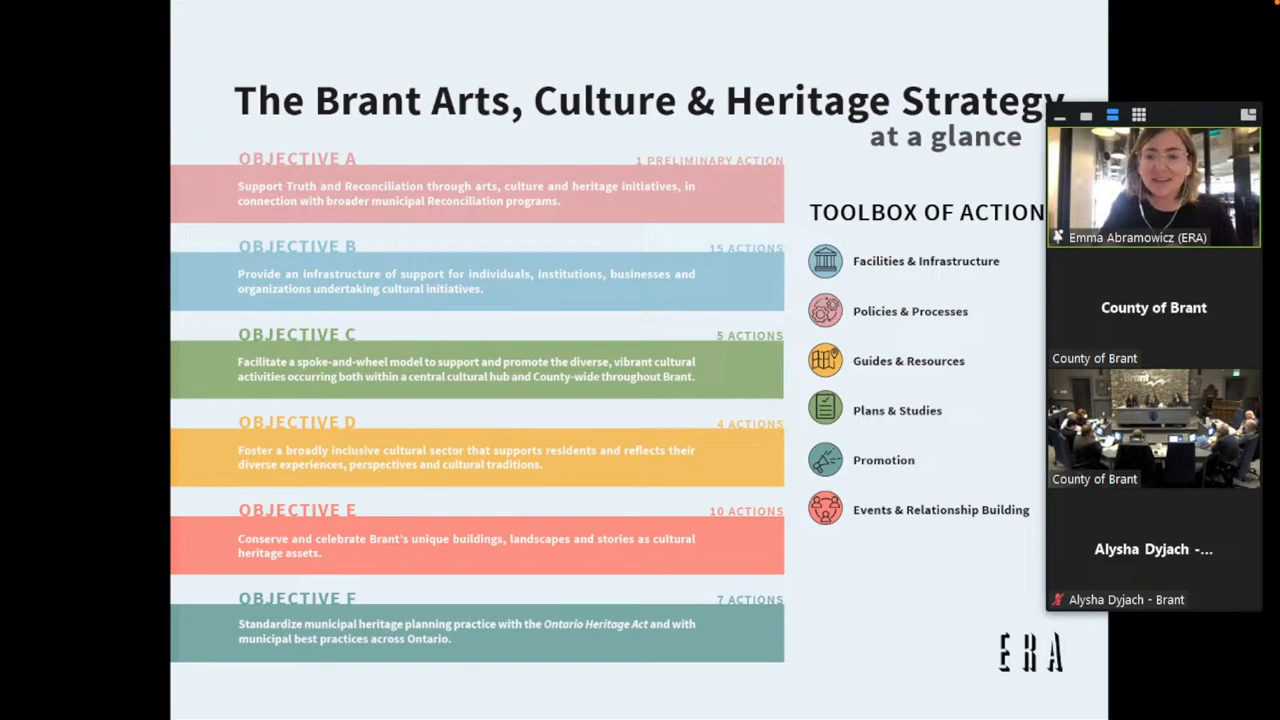 The Brant Arts, Culture & Heritage Strategy
at a glance
OBJECTIVE A
1 PRELIMINARY ACTION
Support Truth and Reconciliation through arts, culture and heritage initiatives, in
connection with broader municipal Reconciliation programs.
OBJECTIVE B
15 ACTIONS
Provide an infrastructure of support for individuals, institutions, businesses and
organizations undertaking cultural initiatives.
OBJECTIVE C
5 ACTIONS
Facilitate a spoke-and-wheel model to support and promote the diverse, vibrant cultural
activities occurring both within a central cultural hub and County-wide throughout Brant.
OBJECTIVE D
4 ACTIONS
Foster a broadly inclusive cultural sector that supports residents and reflects their
diverse experiences, perspectives and cultural traditions.
OBJECTIVE E
10 ACTIONS
Conserve and celebrate Brant's unique buildings, landscapes and stories as cultural
heritage assets.
OBJECTIVE F
7 ACTIONS
Standardize municipal heritage planning practice with the Ontario Heritage Act and with
municipal best practices across Ontario.
TOOLBOX OF ACTION
Facilities & Infrastructure
Policies & Processes
Guides & Resources
Plans & Studies
Promotion
Events & Relationship Building
ERA
Emma Abramowicz (ERA)
County of Brant
County of Brant
Brant
County of Brant
Alysha Dyjach -...
Alysha Dyjach - Brant